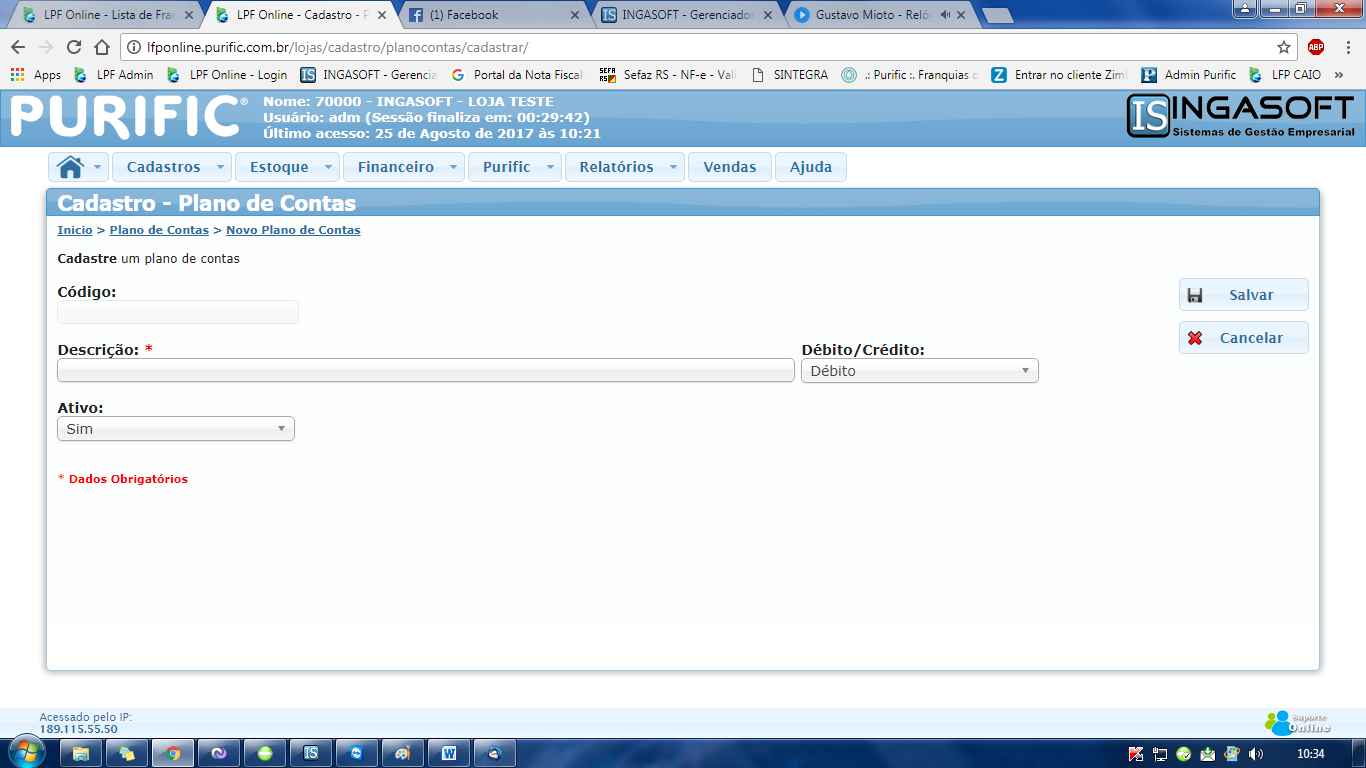 LPF Online - Lista de Fran
LPF Online - Cadastro - P
(1) Facebook
INGASOFT - Gerenciador
Gustavo Mioto - Reló
lfponline.purific.com.br/lojas/cadastro/planocontas/cadastrar/
ABP
Apps
LPF Admin
LPF Online - Login
INGASOFT - Gerencia
Portal da Nota Fiscal
Sefaz RS - NF-e - Vali
SINTEGRA
.: Purific :. Franquias c
Entrar no cliente Zim
Admin Purific
LFP CAIO
»
PURIFIC®
Nome: 70000 - INGASOFT - LOJA TESTE
Usuário: adm (Sessão finaliza em: 00:29:42)
Último acesso: 25 de Agosto de 2017 às 10:21
IS INGASOFT
Sistemas de Gestão Empresarial
Cadastros
Estoque
Financeiro
Purific
Relatórios
Vendas
Ajuda
Cadastro - Plano de Contas
Inicio > Plano de Contas > Novo Plano de Contas
Cadastre um plano de contas
Código:
Salvar
Cancelar
Descrição: *
Débito/Crédito:
Débito
Ativo:
Sim
* Dados Obrigatórios
Acessado pelo IP:
189.115.55.50
Suporte
Online
10:34